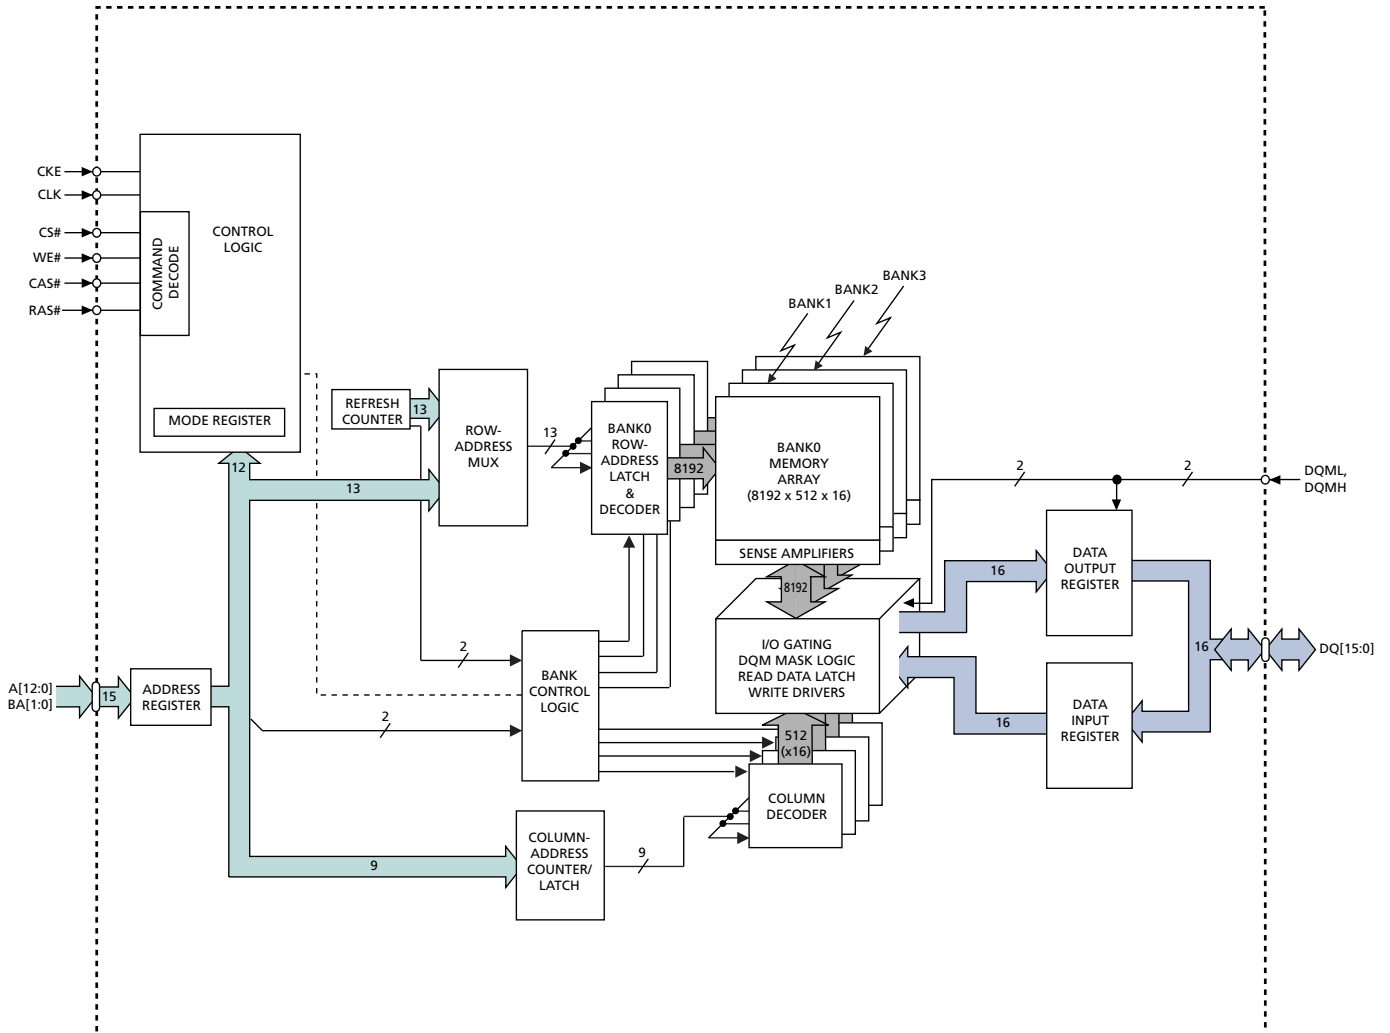 CKE
CLK
CS#
WE#
CAS#
RAS#
COMMAND
DECODE
CONTROL
LOGIC
MODE REGISTER
BANK1
BANK2
BANK3
REFRESH
COUNTER
13
ROW-
ADDRESS
MUX
13
BANK0
ROW-
ADDRESS
LATCH
&
DECODER
8192
BANK0
MEMORY
ARRAY
(8192 x 512 x 16)
SENSE AMPLIFIERS
12
13
2
2
DQML,
DQMH
8192
DATA
OUTPUT
REGISTER
16
A[12:0]
BA[1:0]
15
ADDRESS
REGISTER
2
2
BANK
CONTROL
LOGIC
I/O GATING
DQM MASK LOGIC
READ DATA LATCH
WRITE DRIVERS
16
DQ[15:0]
16
DATA
INPUT
REGISTER
512
(x16)
COLUMN
DECODER
9
COLUMN-
ADDRESS
COUNTER/
LATCH
9